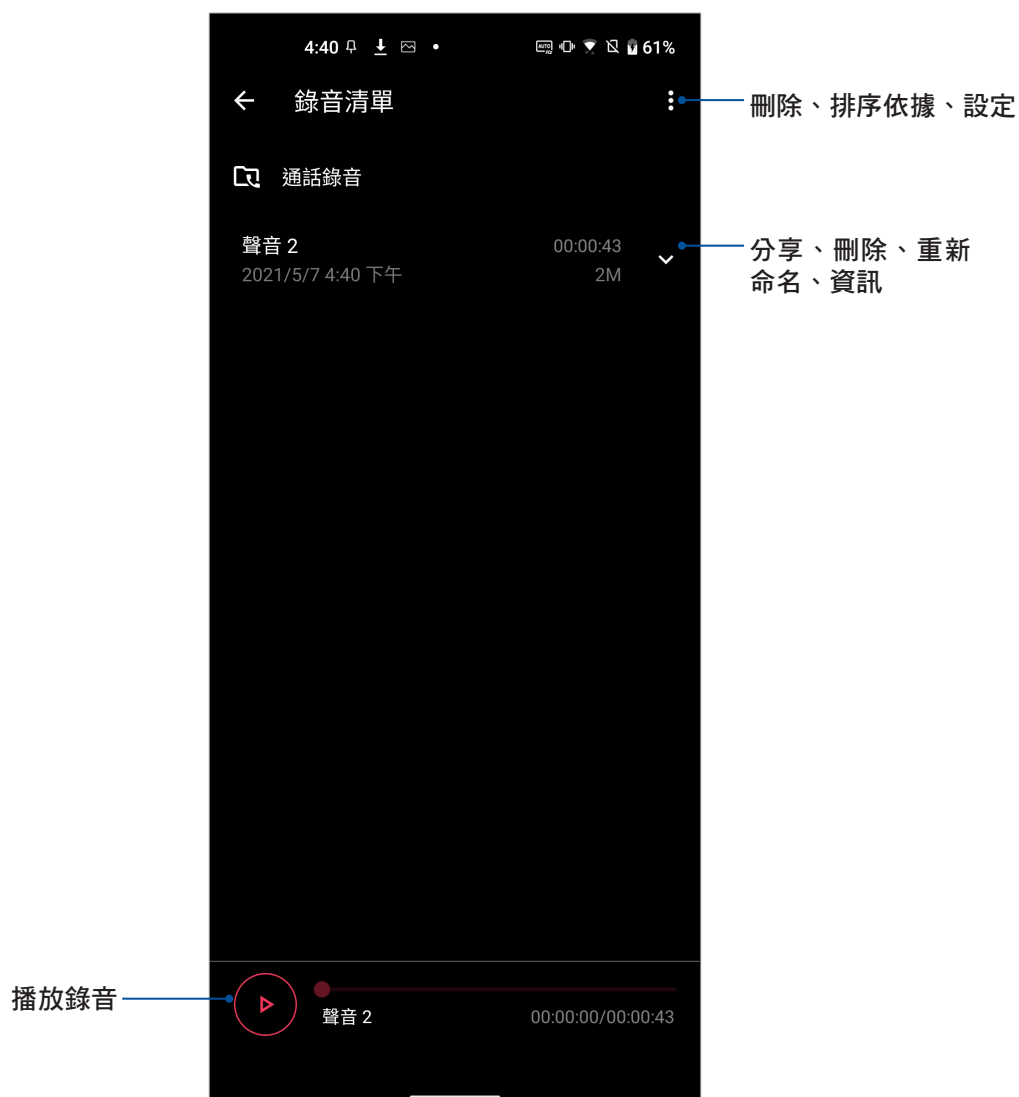 4:40 61%
錄音清單
刪除、排序依據、設定
通話錄音
聲音 2 00:00:43
2021/5/7 4:40 下午 2M
分享、刪除、重新
命名、資訊
播放錄音
聲音 2 00:00:00/00:00:43